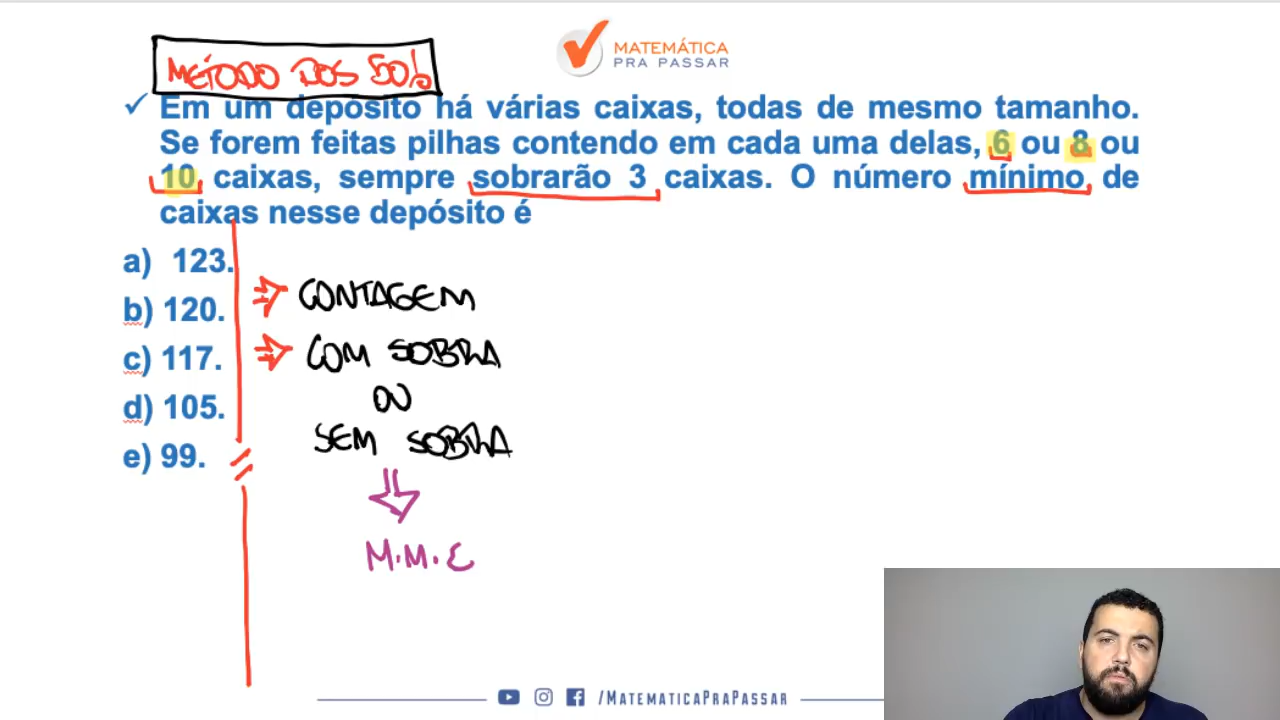 MÉTODO DOS 50%
MATEMÁTICA
PRA PASSAR
Em um depósito há várias caixas, todas de mesmo tamanho.
Se forem feitas pilhas contendo em cada uma delas, 6 ou 8 ou
10 caixas, sempre sobrarão 3 caixas. O número mínimo de
caixas nesse depósito é
a) 123.
b) 120.
c) 117.
d) 105.
e) 99.
CONTAGEM
COM SOBRA
OU
SEM SOBRA
M.M.C
/MATEMATICAPRAPASSAR